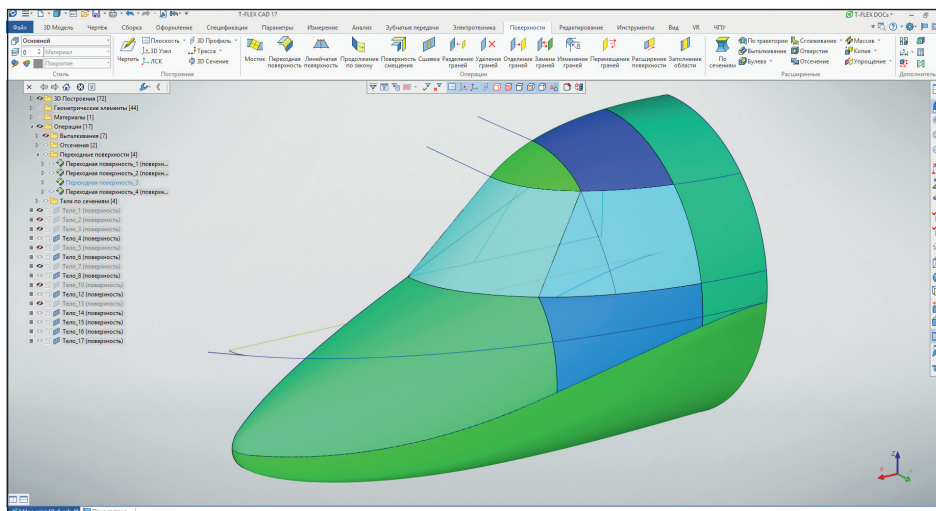 T-FLEX CAD 17
T-FLEX DOCs
Файл 3D Модель Чертёж Сборка Оформление Спецификации Параметры Измерение Анализ Зубчатые передачи Электротехника Поверхности Редактирование Инструменты Вид VR ЧПУ
Основной
0 Материал
Покрытие
Стиль
Чертить
Плоскость 3D Профиль
3D Узел Трасса
ЛСК 3D Сечение
Построения
Мостик
Переходная поверхность
Линейчатая поверхность
Продолжение по закону
Поверхность смещения
Сшивка
Разделение граней
Удаление граней
Отделение граней
Замена граней
Изменение граней
Перемещение граней
Расширение поверхности
Заполнение области
Операции
По сечениям
По траектории Сглаживание Массив
Выталкивание Отверстие Копия
Булева Отсечение Упрощение
Расширенные
Дополнитель
3D Построения [72]
Геометрические элементы [44]
Материалы [1]
Операции [17]
Выталкивания [7]
Отсечения [2]
Переходные поверхности [4]
Переходная поверхность_1 (поверхн...
Переходная поверхность_2 (поверхн...
Переходная поверхность_3
Переходная поверхность_4 (поверхн...
Тела по сечениям [4]
Тело_1 (поверхность)
Тело_2 (поверхность)
Тело_3 (поверхность)
Тело_4 (поверхность)
Тело_5 (поверхность)
Тело_6 (поверхность)
Тело_7 (поверхность)
Тело_8 (поверхность)
Тело_10 (поверхность)
Тело_12 (поверхность)
Тело_13 (поверхность)
Тело_14 (поверхность)
Тело_15 (поверхность)
Тело_16 (поверхность)
Тело_17 (поверхность)
Z
X